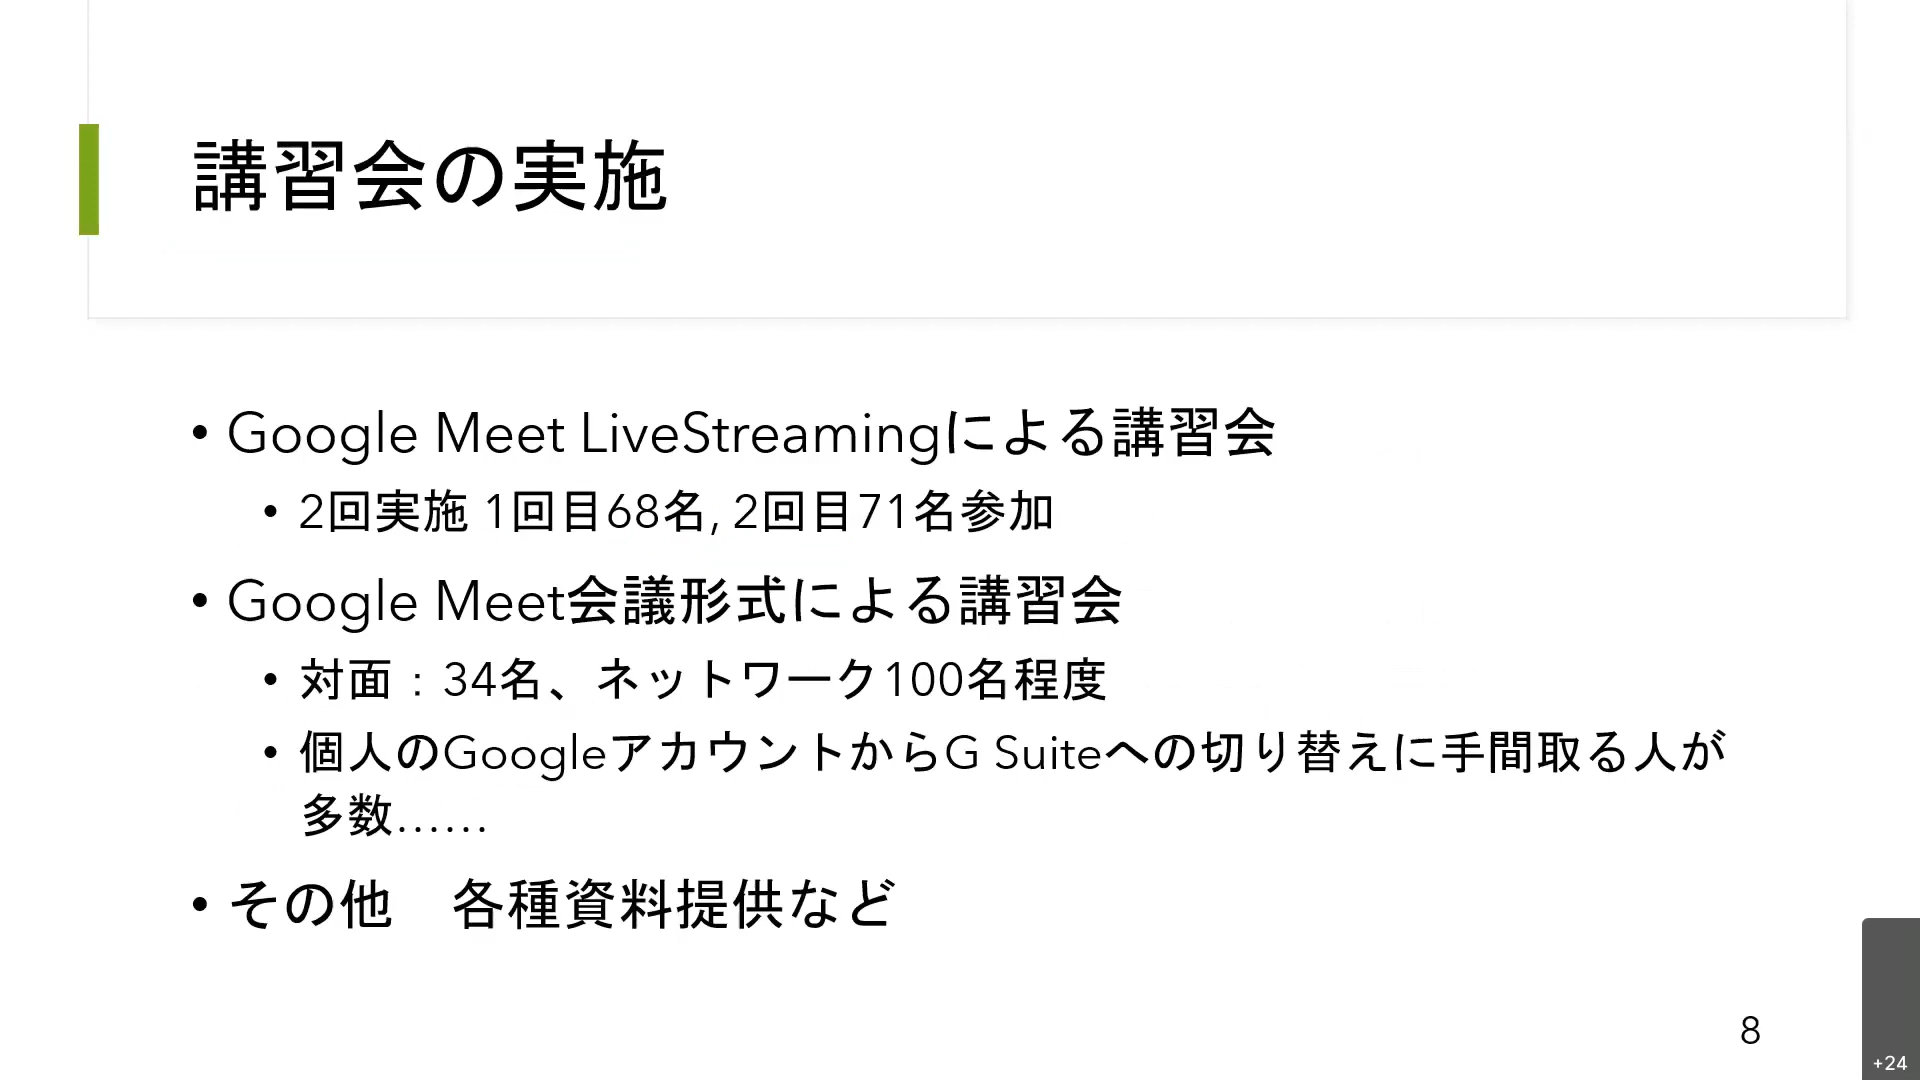 講習会の実施
• Google Meet LiveStreamingによる講習会
• 2回実施 1回目68名, 2回目71名参加
• Google Meet会議形式による講習会
• 対面：34名、ネットワーク100名程度
• 個人のGoogleアカウントからG Suiteへの切り替えに手間取る人が
多数……
• その他　各種資料提供など
8
+24